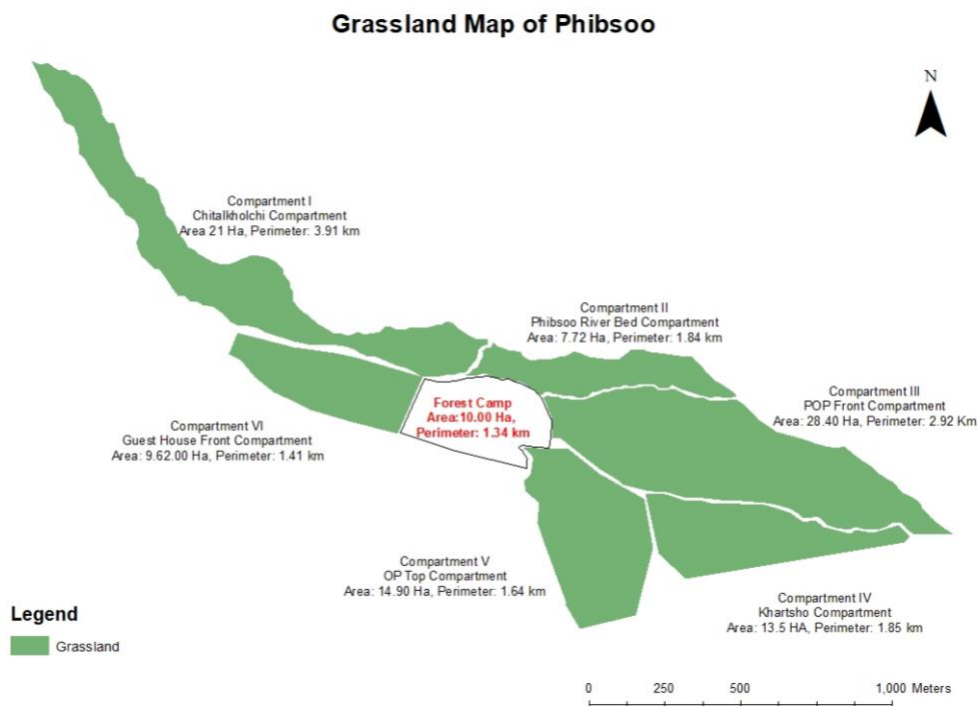 Grassland Map of Phibsoo
N
Compartment I
Chitalkholchi Compartment
Area 21 Ha, Perimeter: 3.91 km
Compartment II
Phibsoo River Bed Compartment
Area: 7.72 Ha, Perimeter: 1.84 km
Compartment III
POP Front Compartment
Area: 28.40 Ha, Perimeter: 2.92 Km
Forest Camp
Area:10.00 Ha,
Perimeter: 1.34 km
Compartment VI
Guest House Front Compartment
Area: 9.62.00 Ha, Perimeter: 1.41 km
Compartment V
OP Top Compartment
Area: 14.90 Ha, Perimeter: 1.64 km
Compartment IV
Khartsho Compartment
Area: 13.5 HA, Perimeter: 1.85 km
Legend
Grassland
0 250 500 1,000 Meters